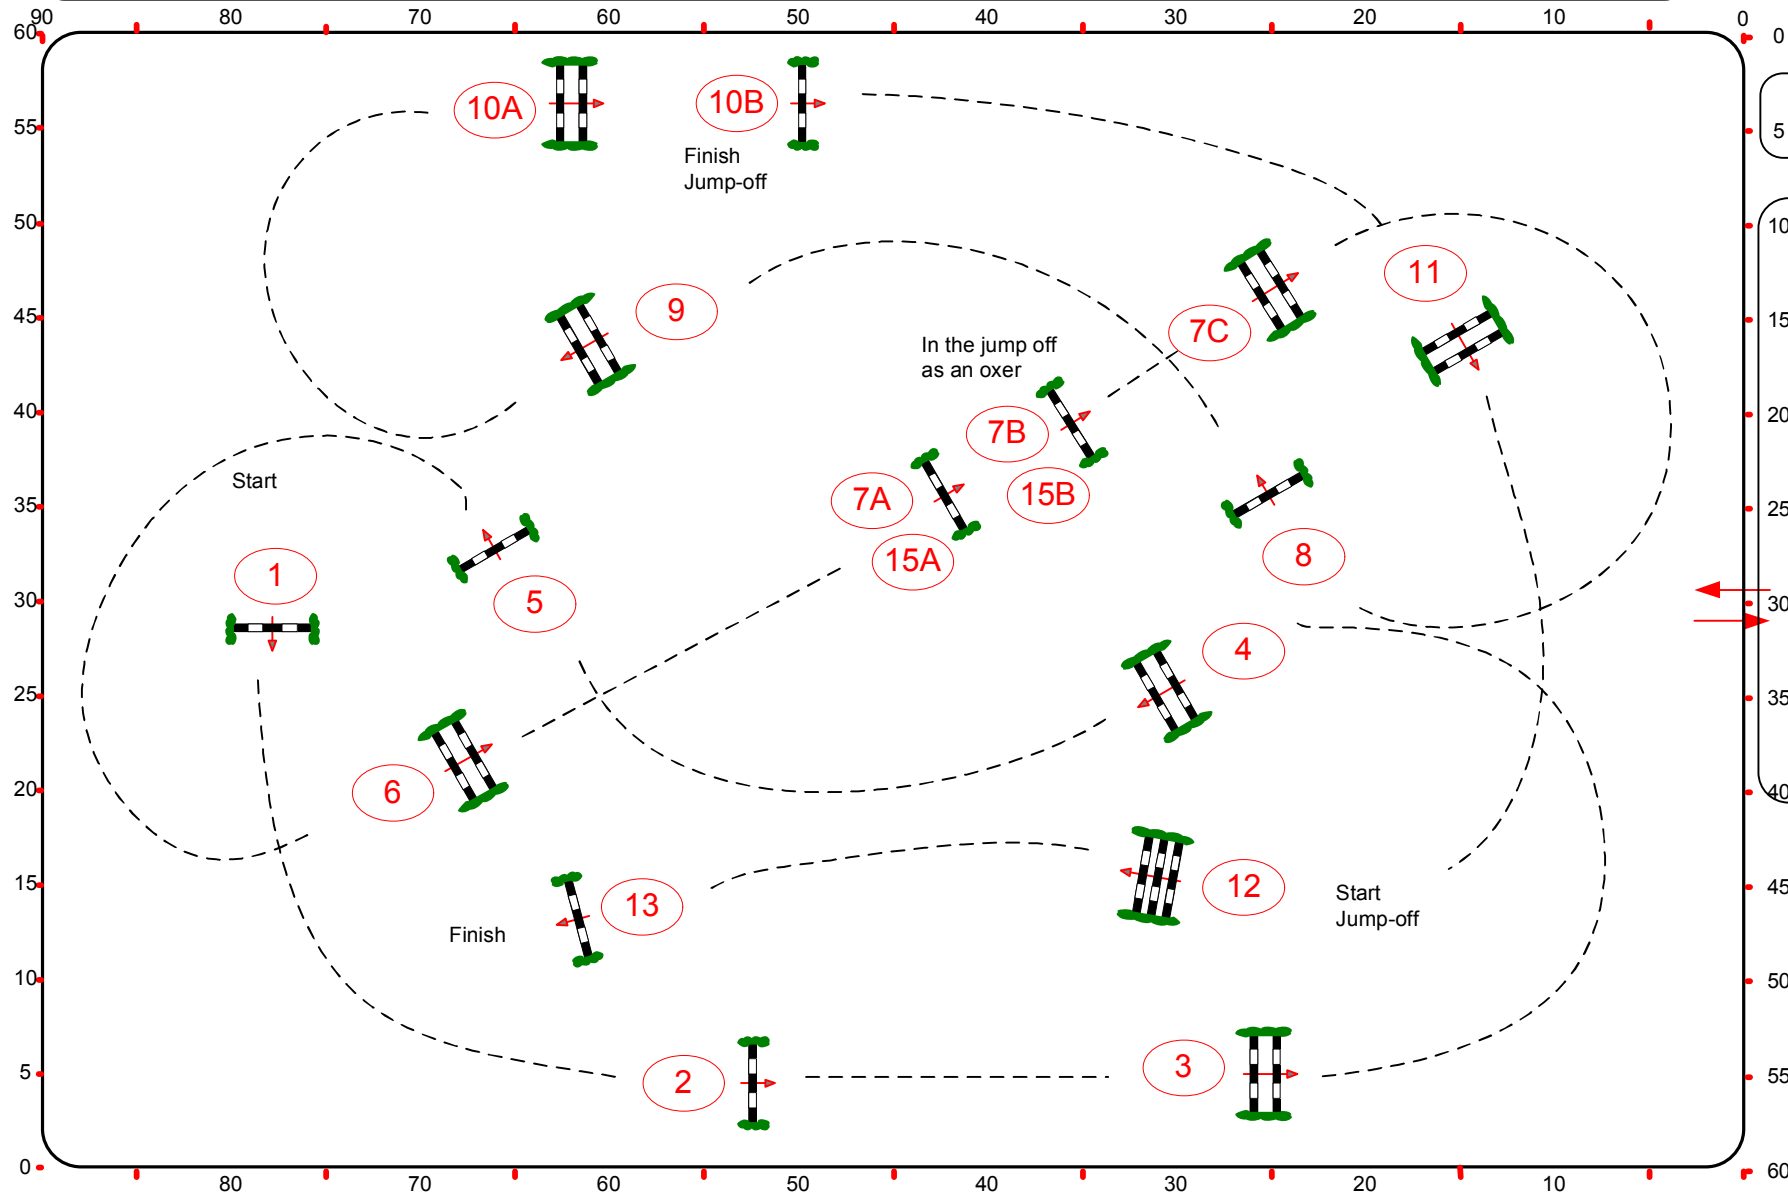 90 80 70 60 50 40 30 20 10 0
60 0
10A 10B
55 5
Finish
Jump-off
50 10
11
9
45 15
7C
In the jump off
as an oxer
40 20
7B
Start
7A 15B
35 25
15A 8
1
5
30 30
4
25 35
6
20 40
15 45
12
13
Start
Jump-off
Finish
10 50
3
2
5 55
0 60
80 70 60 50 40 30 20 10